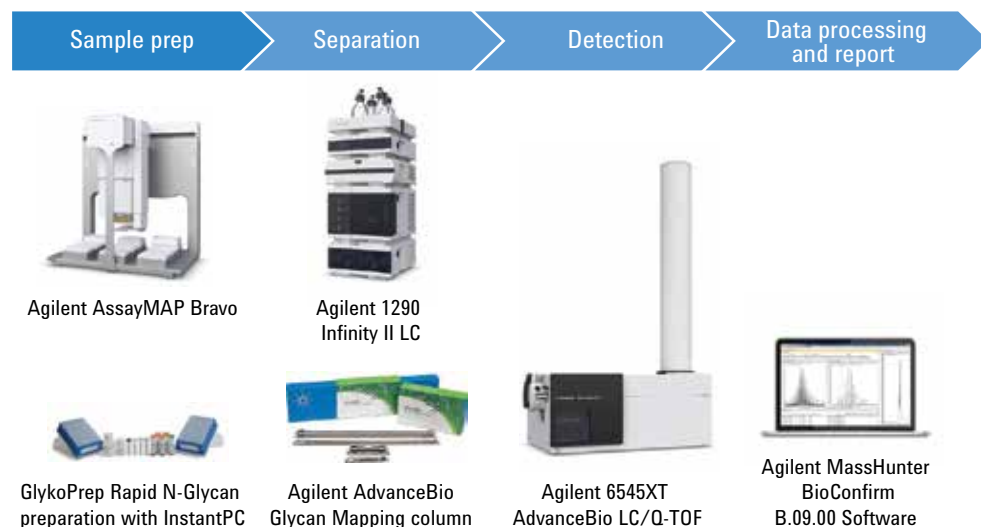 Sample prep
Separation
Detection
Data processing
and report
Agilent AssayMAP Bravo
Agilent 1290
Infinity II LC
GlykoPrep Rapid N-Glycan
preparation with InstantPC
Agilent AdvanceBio
Glycan Mapping column
Agilent 6545XT
AdvanceBio LC/Q-TOF
Agilent MassHunter
BioConfirm
B.09.00 Software